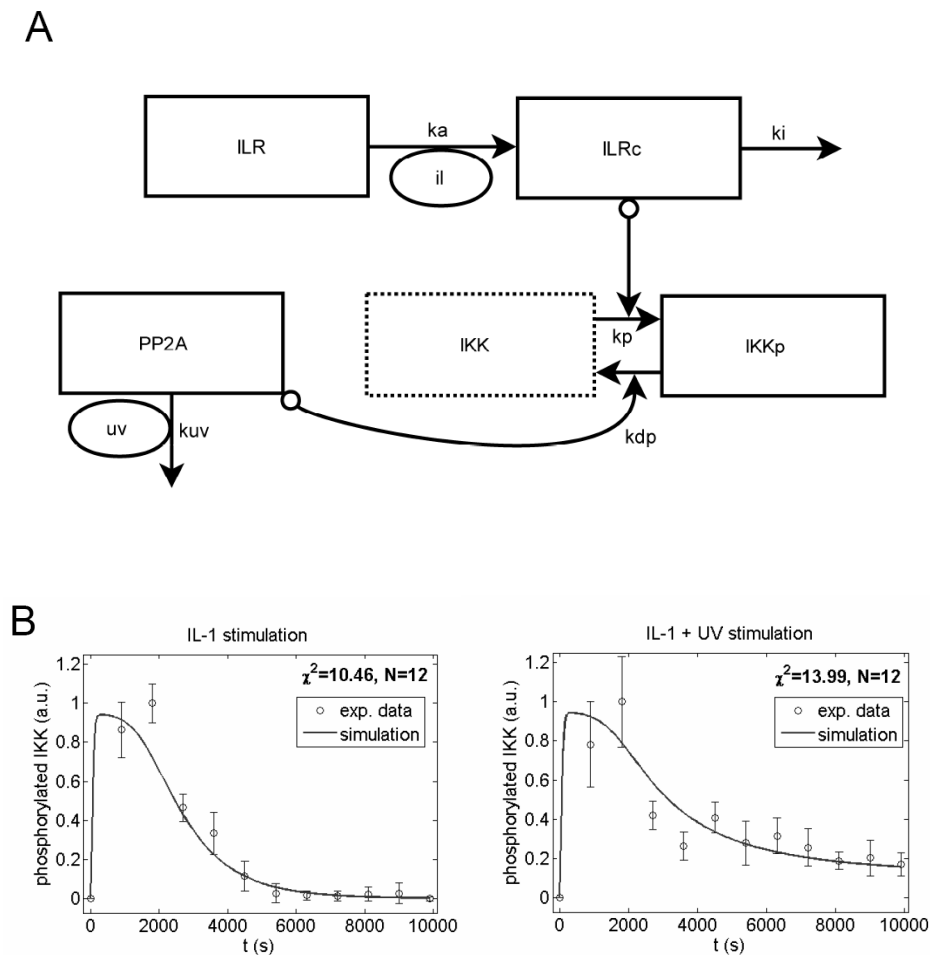 A
ILR
ka
il
ILRc
ki
PP2A
uv
kuv
IKK
kp
kdp
IKKp
B
IL-1 stimulation
χ²=10.46, N=12
exp. data
simulation
phosphorylated IKK (a.u.)
1.2
1
0.8
0.6
0.4
0.2
0
0 2000 4000 6000 8000 10000
t (s)
IL-1 + UV stimulation
χ²=13.99, N=12
exp. data
simulation
phosphorylated IKK (a.u.)
1.2
1
0.8
0.6
0.4
0.2
0
0 2000 4000 6000 8000 10000
t (s)